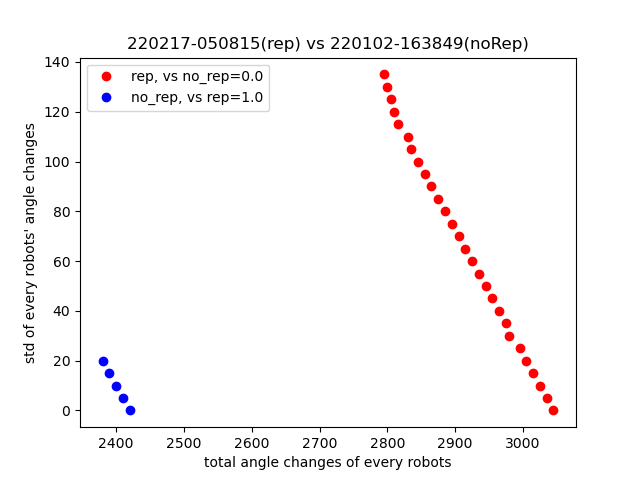 220217-050815(rep) vs 220102-163849(noRep)
rep, vs no_rep=0.0
no_rep, vs rep=1.0
std of every robots' angle changes
140
120
100
80
60
40
20
0
2400 2500 2600 2700 2800 2900 3000
total angle changes of every robots